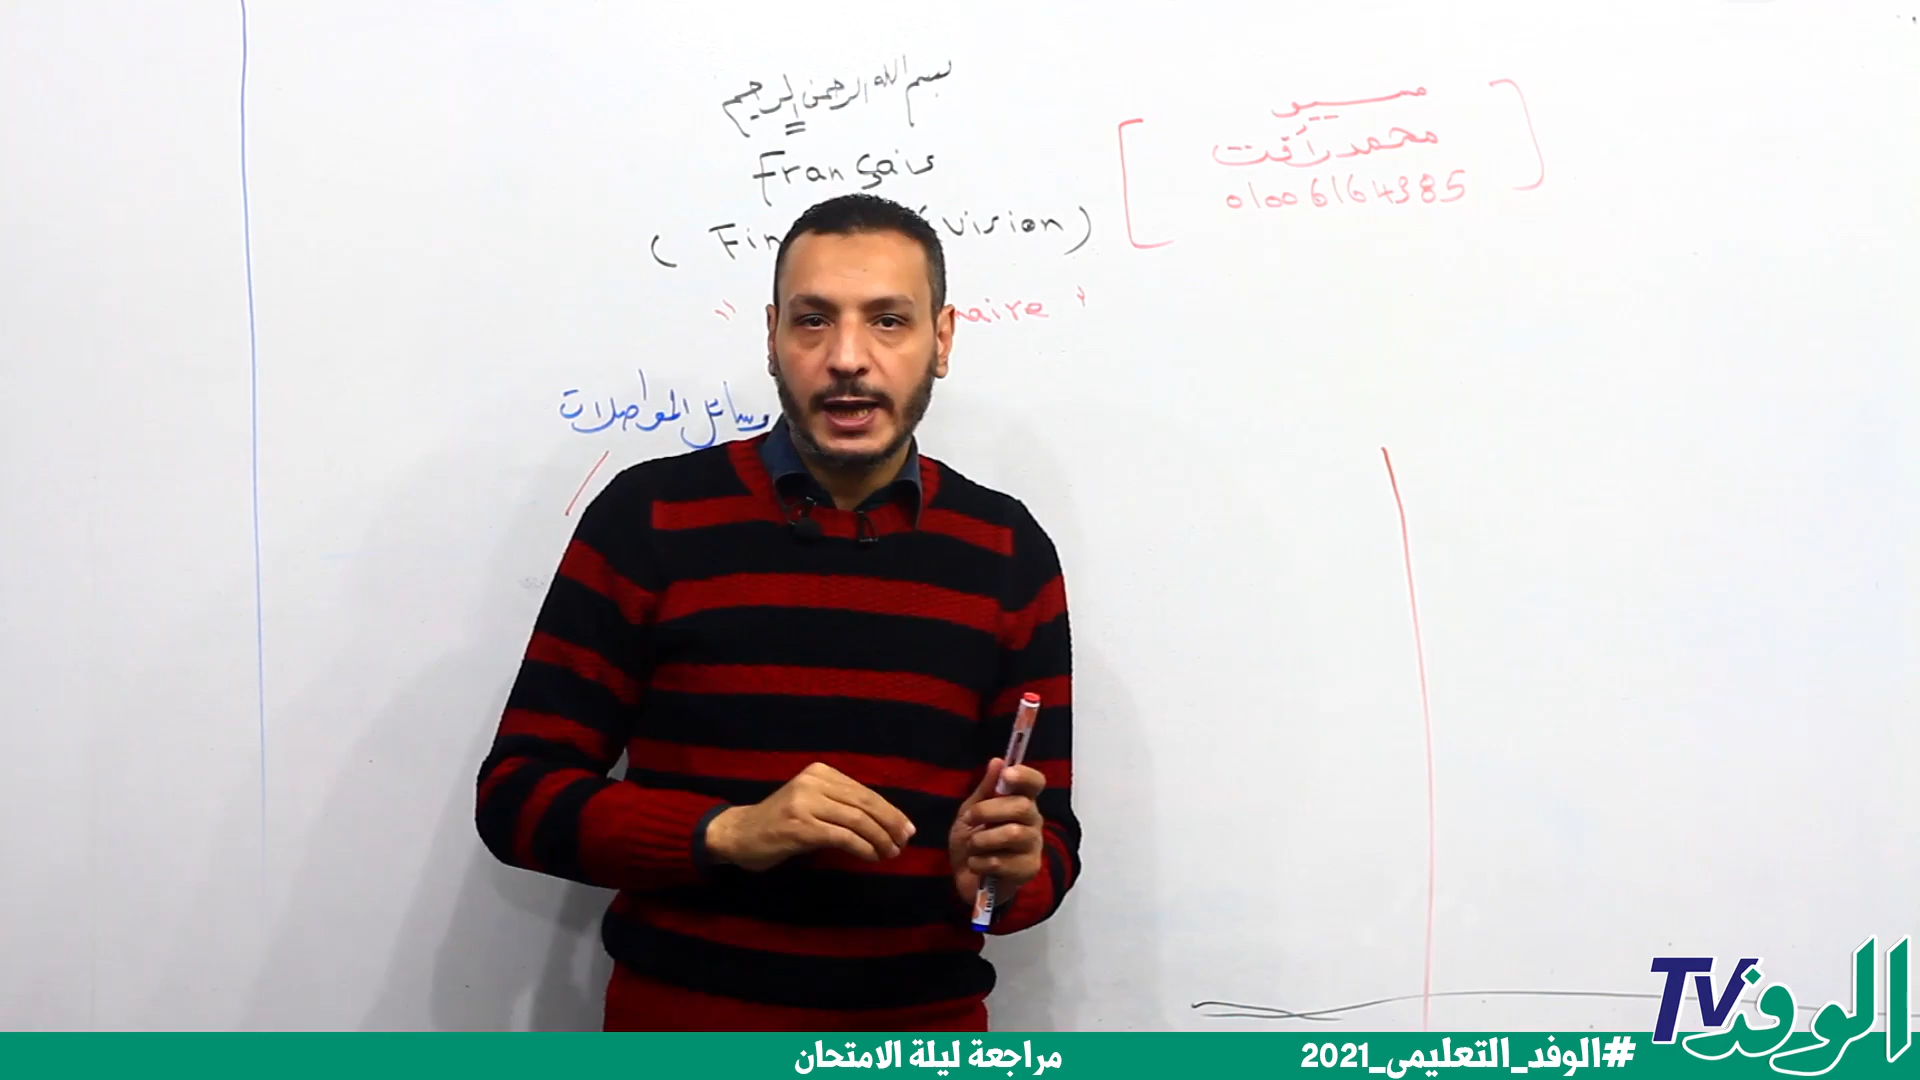 بسم الله الرحمن الرحيم
Français
( Fin vision )
" naire "
مسيو
محمد رأفت
01006164385
وسائل المواصلات
الوفد TV
#الوفد_التعليمى_2021
مراجعة ليلة الامتحان